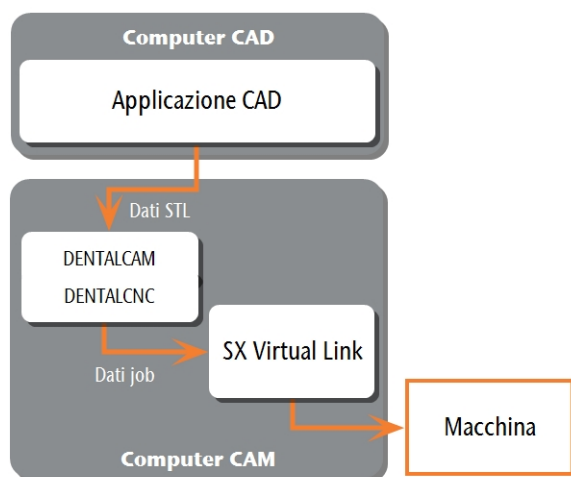 Computer CAD
Applicazione CAD
Dati STL
DENTALCAM
DENTALCNC
SX Virtual Link
Dati job
Macchina
Computer CAM